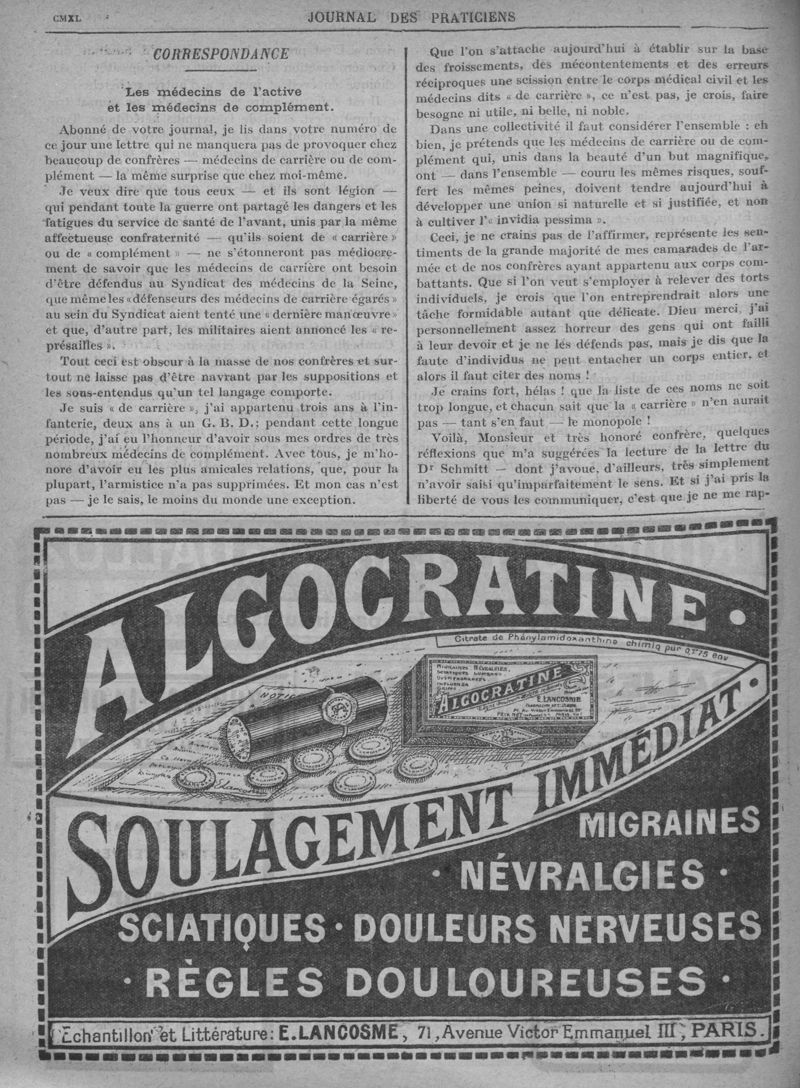 CMXL
JOURNAL DES PRATICIENS
CORRESPONDANCE
Les médecins de l'active
et les médecins de complément.
Abonné de votre journal, je lis dans votre numéro de
ce jour une lettre qui ne manquera pas de provoquer chez
beaucoup de confrères — médecins de carrière ou de com-
plément — la même surprise que chez moi-même.
Je veux dire que tous ceux — et ils sont légion —
qui pendant toute la guerre ont partagé les dangers et les
fatigues du service de santé de l'avant, unis par la même
affectueuse confraternité — qu'ils soient de « carrière »
ou de « complément » — ne s'étonneront pas médiocre-
ment de savoir que les médecins de carrière ont besoin
d'être défendus au Syndicat des médecins de la Seine,
que même les « défenseurs des médecins de carrière égarés »
au sein du Syndicat aient tenté une « dernière manœuvre »
et que, d'autre part, les militaires aient annoncé les « re-
présailles ».
Tout ceci est obscur à la masse de nos confrères et sur-
tout ne laisse pas d'être navrant par les suppositions et
les sous-entendus qu'un tel langage comporte.
Je suis « de carrière », j'ai appartenu trois ans à l'in-
fanterie, deux ans à un G. B. D.; pendant cette longue
période, j'ai eu l'honneur d'avoir sous mes ordres de très
nombreux médecins de complément. Avec tous, je m'ho-
nore d'avoir eu les plus amicales relations, que, pour la
plupart, l'armistice n'a pas supprimées. Et mon cas n'est
pas — je le sais, le moins du monde une exception.
Que l'on s'attache aujourd'hui à établir sur la base
des froissements, des mécontentements et des erreurs
réciproques une scission entre le corps médical civil et les
médecins dits « de carrière », ce n'est pas, je crois, faire
besogne ni utile, ni belle, ni noble.
Dans une collectivité il faut considérer l'ensemble : eh
bien, je prétends que les médecins de carrière ou de com-
plément qui, unis dans la beauté d'un but magnifique,
ont — dans l'ensemble — couru les mêmes risques, souf-
fert les mêmes peines, doivent tendre aujourd'hui à
développer une union si naturelle et si justifiée, et non
à cultiver l'« invidia pessima ».
Ceci, je ne crains pas de l'affirmer, représente les sen-
timents de la grande majorité de mes camarades de l'ar-
mée et de nos confrères ayant appartenu aux corps com-
battants. Que si l'on veut s'employer à relever des torts
individuels, je crois que l'on entreprendrait alors une
tâche formidable autant que délicate. Dieu merci, j'ai
personnellement assez horreur des gens qui ont failli
à leur devoir et je ne lés défends pas, mais je dis que la
faute d'individus ne peut entacher un corps entier, et
alors il faut citer des noms !
Je crains fort, hélas ! que la liste de ces noms ne soit
trop longue, et chacun sait que la « carrière » n'en aurait
pas — tant s'en faut — le monopole !
Voilà, Monsieur et très honoré confrère, quelques
réflexions que m'a suggérées la lecture de la lettre du
Dr Schmitt — dont j'avoue, d'ailleurs, très simplement
n'avoir saisi qu'imparfaitement le sens. Et si j'ai pris la
liberté de vous les communiquer, c'est que je ne me rap-
ALGOCRATINE
Citrate de Phénylamidoxanthine chimiq pur 0,gr75 env
NOTICE
MIGRAINES NÉVRALGIES,
ALGOCRATINE
E. LANCOSME
SOULAGEMENT IMMÉDIAT
MIGRAINES
· NÉVRALGIES ·
SCIATIQUES · DOULEURS NERVEUSES
· RÈGLES DOULOUREUSES ·
Echantillon et Littérature: E. LANCOSME, 71, Avenue Victor Emmanuel III, PARIS.